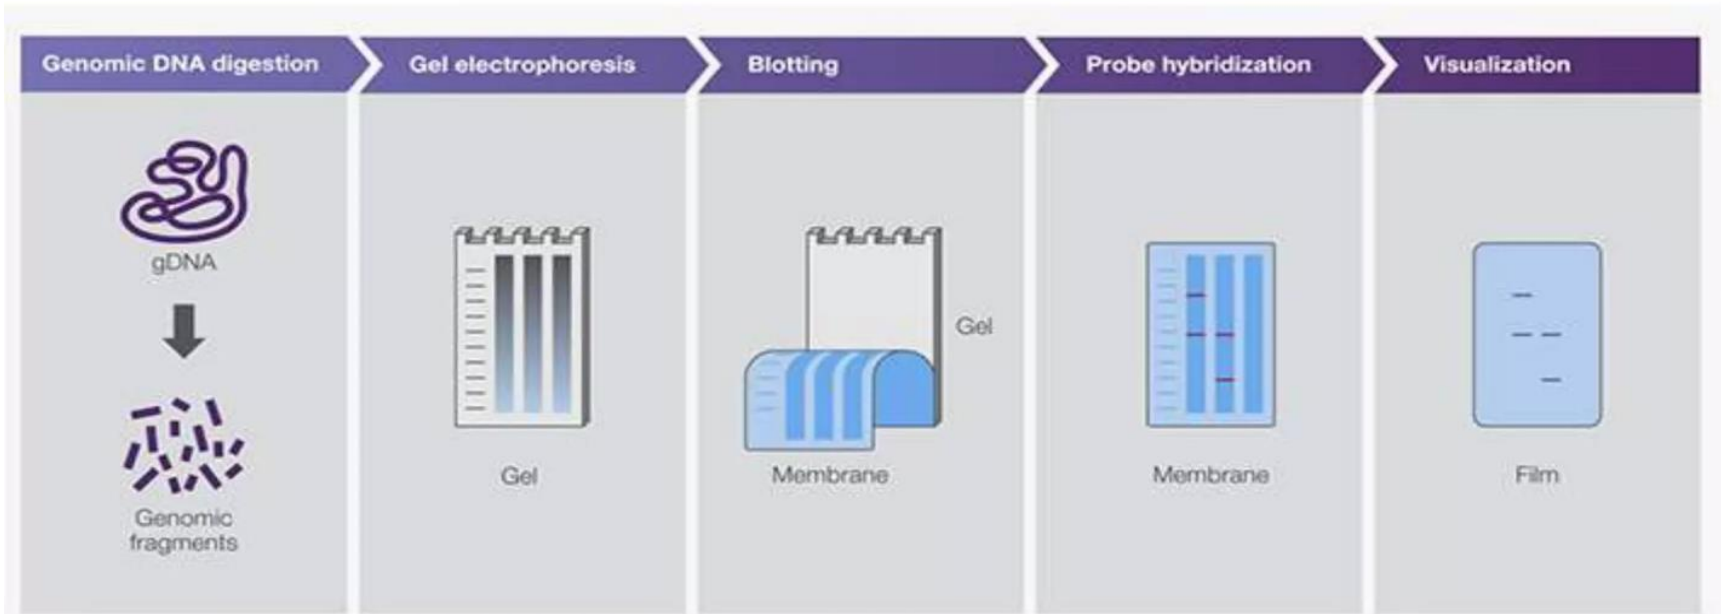 Genomic DNA digestion
Gel electrophoresis
Blotting
Probe hybridization
Visualization
gDNA
Genomic
fragments
Gel
Gel
Membrane
Membrane
Film